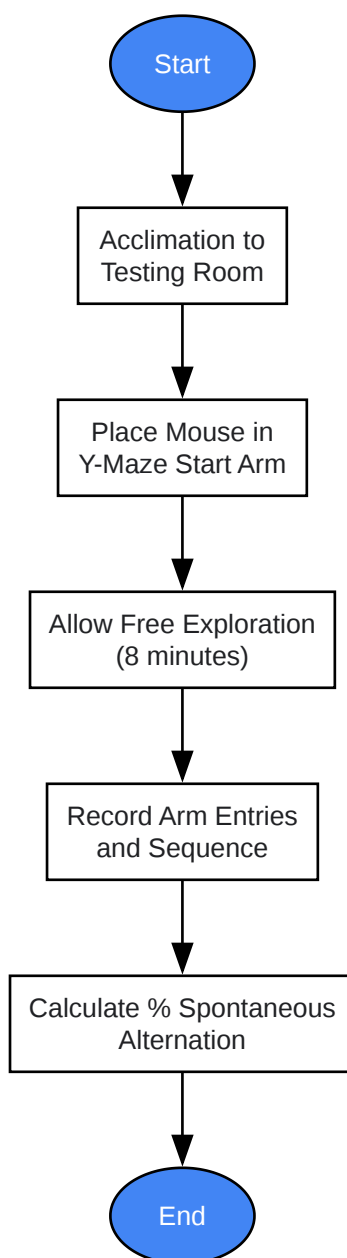 Start
Acclimation to
Testing Room
Place Mouse in
Y-Maze Start Arm
Allow Free Exploration
(8 minutes)
Record Arm Entries
and Sequence
Calculate % Spontaneous
Alternation
End